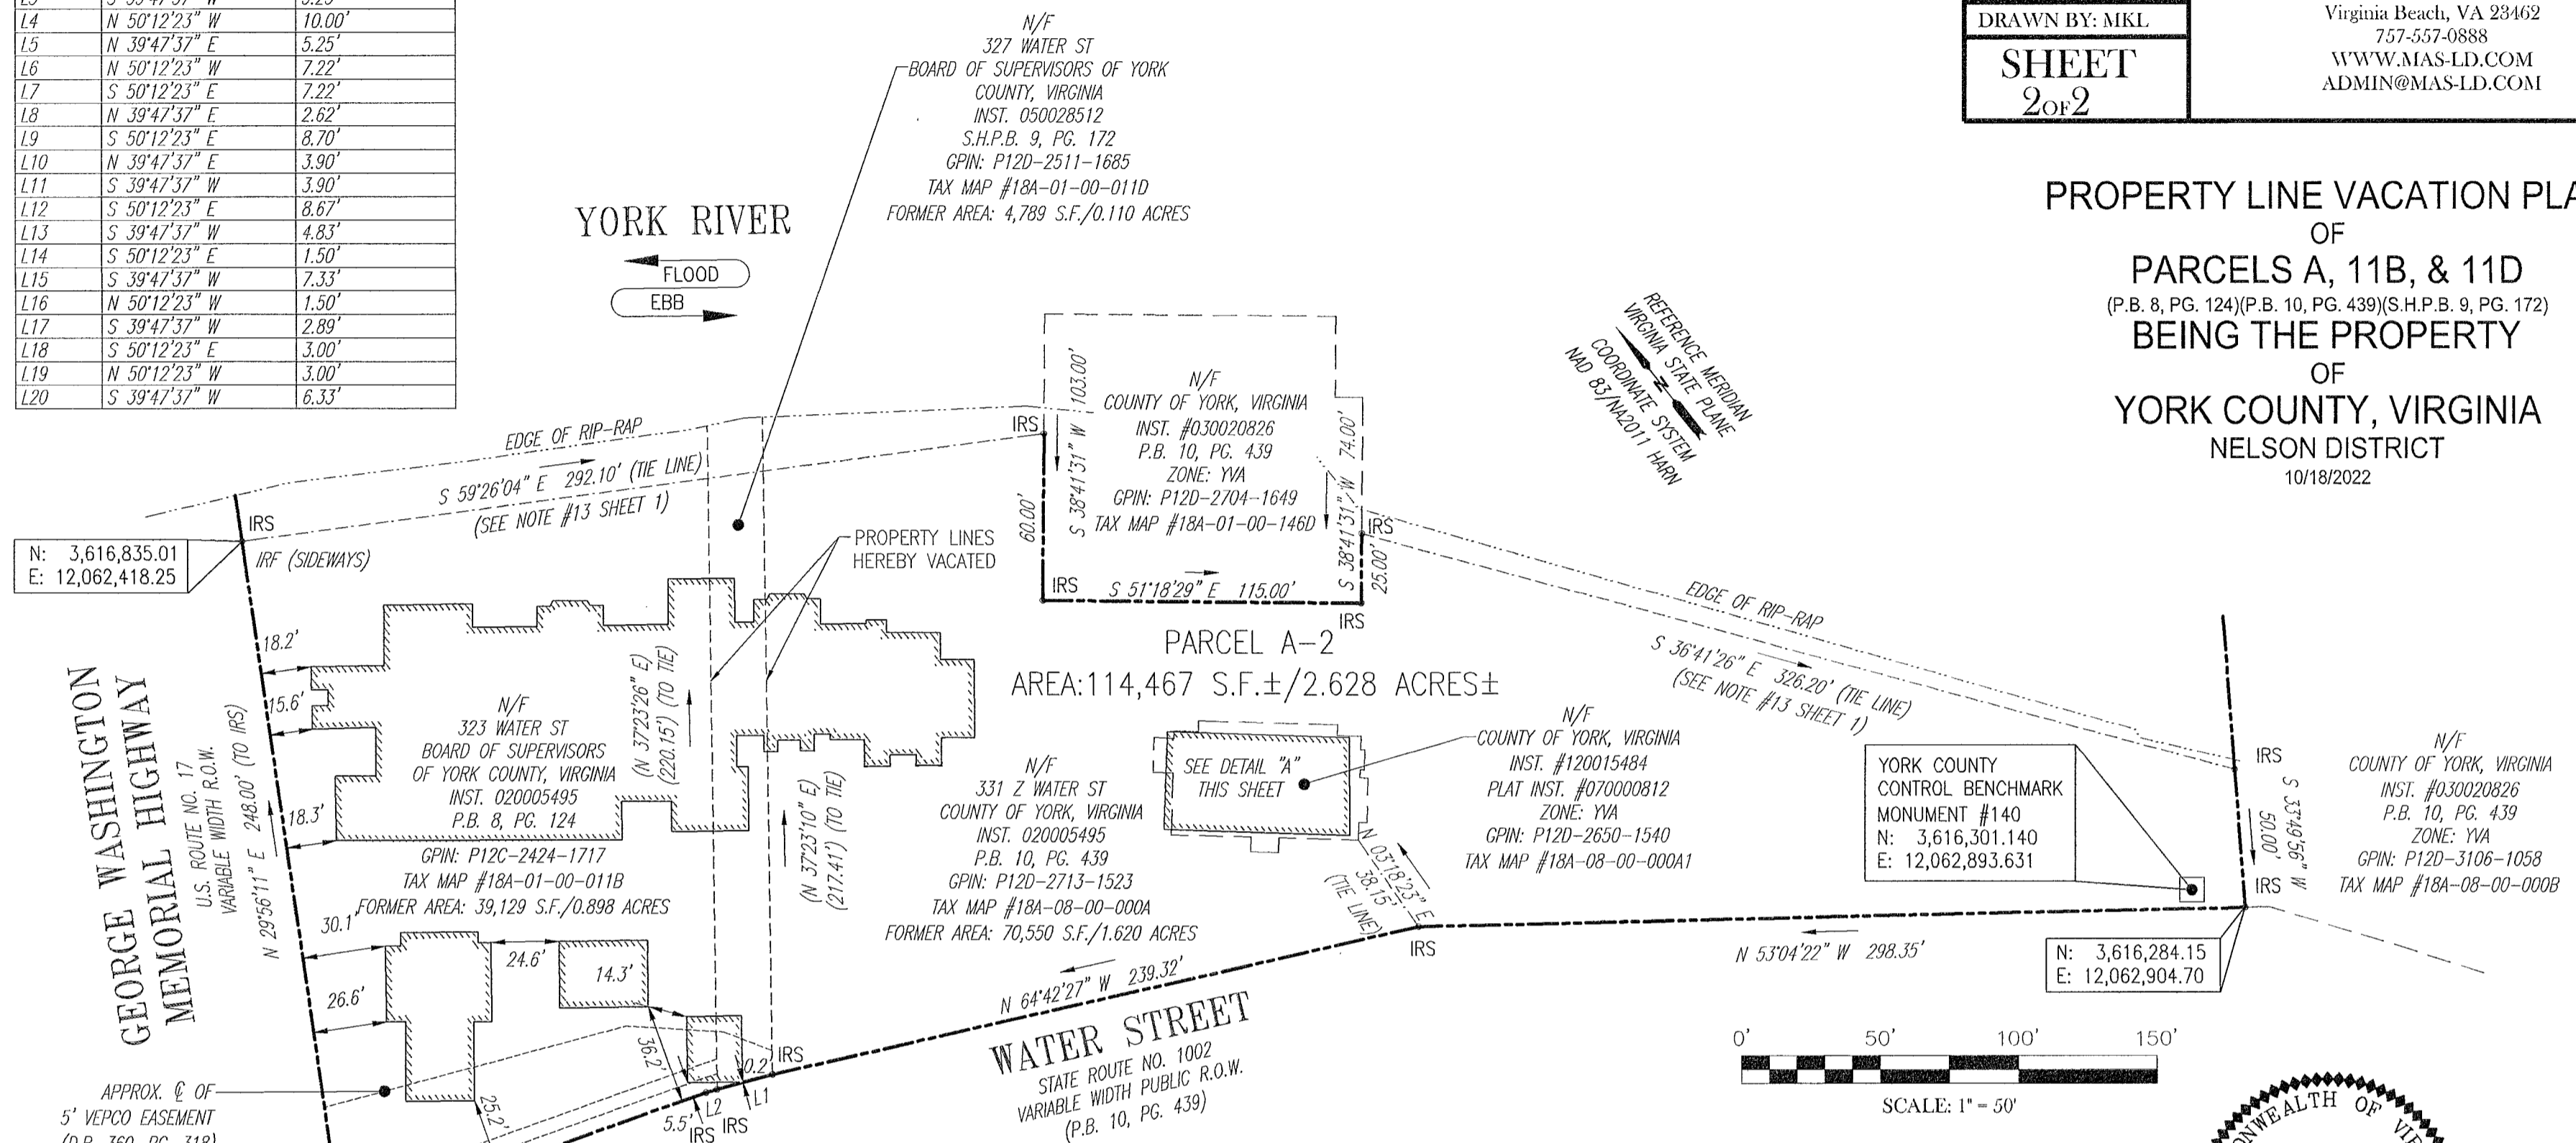 L4 N 50°12'23" W 10.00'
L5 N 39°47'37" E 5.25'
L6 N 50°12'23" W 7.22'
L7 S 50°12'23" E 7.22'
L8 N 39°47'37" E 2.62'
L9 S 50°12'23" E 8.70'
L10 N 39°47'37" E 3.90'
L11 S 39°47'37" W 3.90'
L12 S 50°12'23" E 8.67'
L13 S 39°47'37" W 4.83'
L14 S 50°12'23" E 1.50'
L15 S 39°47'37" W 7.33'
L16 N 50°12'23" W 1.50'
L17 S 39°47'37" W 2.89'
L18 S 50°12'23" E 3.00'
L19 N 50°12'23" W 3.00'
L20 S 39°47'37" W 6.33'
N/F
327 WATER ST
BOARD OF SUPERVISORS OF YORK
COUNTY, VIRGINIA
INST. 050028512
S.H.P.B. 9, PG. 172
GPIN: P12D-2511-1685
TAX MAP #18A-01-00-011D
FORMER AREA: 4,789 S.F./0.110 ACRES
DRAWN BY: MKL
SHEET
2OF2
Virginia Beach, VA 23462
757-557-0888
WWW.MAS-LD.COM
ADMIN@MAS-LD.COM
PROPERTY LINE VACATION PLA
OF
PARCELS A, 11B, & 11D
(P.B. 8, PG. 124)(P.B. 10, PG. 439)(S.H.P.B. 9, PG. 172)
BEING THE PROPERTY
OF
YORK COUNTY, VIRGINIA
NELSON DISTRICT
10/18/2022
YORK RIVER
FLOOD
EBB
REFERENCE MERIDIAN
VIRGINIA STATE PLANE
N
COORDINATE SYSTEM
NAD 83/NA2011 HARN
EDGE OF RIP-RAP
S 59°26'04" E 292.10' (TIE LINE)
(SEE NOTE #13 SHEET 1)
IRS
IRF (SIDEWAYS)
N: 3,616,835.01
E: 12,062,418.25
IRS
60.00'
S 38°41'31" W 103.00'
N/F
COUNTY OF YORK, VIRGINIA
INST. #030020826
P.B. 10, PG. 439
ZONE: YVA
GPIN: P12D-2704-1649
TAX MAP #18A-01-00-146D
S 38°41'31" W 74.00'
IRS
25.00'
IRS
S 51°18'29" E 115.00'
IRS
PROPERTY LINES
HEREBY VACATED
PARCEL A-2
AREA:114,467 S.F.±/2.628 ACRES±
EDGE OF RIP-RAP
S 36°41'26" E 326.20' (TIE LINE)
(SEE NOTE #13 SHEET 1)
GEORGE WASHINGTON
MEMORIAL HIGHWAY
U.S. ROUTE NO. 17
VARIABLE WIDTH R.O.W.
N 29°56'11" E 248.00' (TO IRS)
18.2'
15.6'
18.3'
30.1'
26.6'
N/F
323 WATER ST
BOARD OF SUPERVISORS
OF YORK COUNTY, VIRGINIA
INST. 020005495
P.B. 8, PG. 124
GPIN: P12C-2424-1717
TAX MAP #18A-01-00-011B
FORMER AREA: 39,129 S.F./0.898 ACRES
(N 37°23'26" E)
(220.15') (TO TIE)
(N 37°23'10" E)
(217.41') (TO TIE)
N/F
331 Z WATER ST
COUNTY OF YORK, VIRGINIA
INST. 020005495
P.B. 10, PG. 439
GPIN: P12D-2713-1523
TAX MAP #18A-08-00-000A
FORMER AREA: 70,550 S.F./1.620 ACRES
SEE DETAIL "A"
THIS SHEET
N/F
COUNTY OF YORK, VIRGINIA
INST. #120015484
PLAT INST. #070000812
ZONE: YVA
GPIN: P12D-2650-1540
TAX MAP #18A-08-00-000A1
N 03°18'23" E
38.15'
(TIE LINE)
YORK COUNTY
CONTROL BENCHMARK
MONUMENT #140
N: 3,616,301.140
E: 12,062,893.631
IRS
S 33°49'56" W
50.00'
IRS
N/F
COUNTY OF YORK, VIRGINIA
INST. #030020826
P.B. 10, PG. 439
ZONE: YVA
GPIN: P12D-3106-1058
TAX MAP #18A-08-00-000B
24.6'
14.3'
36.2'
25.2'
0.2'
IRS
5.5'
L2
L1
IRS IRS
N 64°42'27" W 239.32'
IRS
N 53°04'22" W 298.35'
N: 3,616,284.15
E: 12,062,904.70
WATER STREET
STATE ROUTE NO. 1002
VARIABLE WIDTH PUBLIC R.O.W.
(P.B. 10, PG. 439)
APPROX. ℄ OF
5' VEPCO EASEMENT
(D.B. 360, PG. 318)
0' 50' 100' 150'
SCALE: 1" = 50'
ONWEALTH OF VI